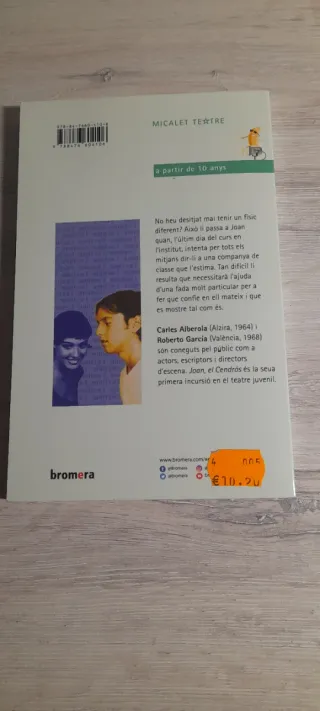 MICALET TEATRE
a partir de 10 anys
No heu desitjat mai tenir un físic
diferent? Això li passa a Joan
quan, l'últim dia del curs en
l'institut, intenta per tots els
mitjans dir-li a una companya de
classe que l'estima. Tan difícil li
resulta que necessitarà l'ajuda
d'una fada molt particular per a
fer que confie en ell mateix i que
es mostre tal com és.
Carles Alberola (Alzira, 1964) i
Roberto García (València, 1968)
són coneguts pel públic com a
actors, escriptors i directors
d'escena. Joan, el Cendrós és la seua
primera incursió en el teatre juvenil.
bromera
www.bromera.com